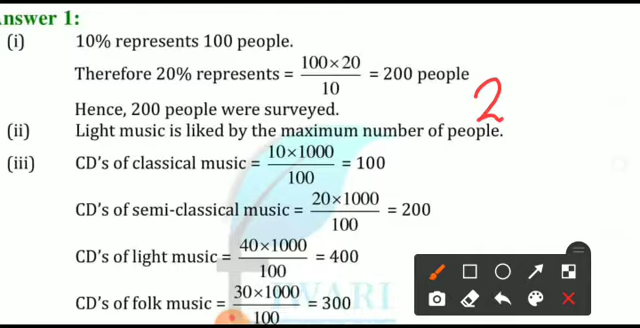 Answer 1:
(i) 10% represents 100 people.
Therefore 20% represents = 100×20/10 = 200 people
Hence, 200 people were surveyed.
2
(ii) Light music is liked by the maximum number of people.
(iii) CD's of classical music = 10×1000/100 = 100
CD's of semi-classical music = 20×1000/100 = 200
CD's of light music = 40×1000/100 = 400
CD's of folk music = 30×1000/100 = 300